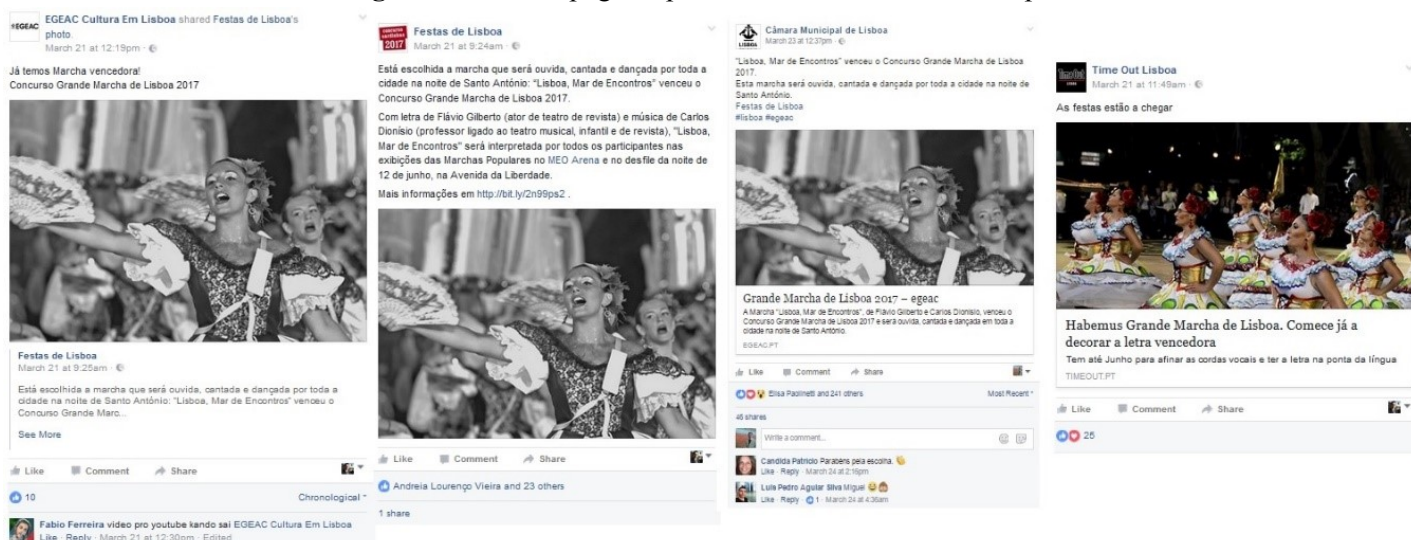 EGEAC Cultura Em Lisboa shared Festas de Lisboa's
photo.
March 21 at 12:19pm ·
Já temos Marcha vencedora!
Concurso Grande Marcha de Lisboa 2017
Festas de Lisboa
March 21 at 9:25am ·
Está escolhida a marcha que será ouvida, cantada e dançada por toda a
cidade na noite de Santo António: "Lisboa, Mar de Encontros" venceu o
Concurso Grande Marc...
See More
Like Comment Share
10 Chronological
Fabio Ferreira video pro youtube kando sai EGEAC Cultura Em Lisboa
Like · Reply · March 21 at 12:30pm · Edited
2017
Festas de Lisboa
March 21 at 9:24am ·
Está escolhida a marcha que será ouvida, cantada e dançada por toda a
cidade na noite de Santo António: "Lisboa, Mar de Encontros" venceu o
Concurso Grande Marcha de Lisboa 2017.
Com letra de Flávio Gilberto (ator de teatro de revista) e música de Carlos
Dionísio (professor ligado ao teatro musical, infantil e de revista), "Lisboa,
Mar de Encontros" será interpretada por todos os participantes nas
exibições das Marchas Populares no MEO Arena e no desfile da noite de
12 de junho, na Avenida da Liberdade.
Mais informações em http://bit.ly/2n99ps2 .
Like Comment Share
Andreia Lourenço Vieira and 23 others
1 share
LISBOA
Câmara Municipal de Lisboa
March 23 at 12:37pm ·
"Lisboa, Mar de Encontros" venceu o Concurso Grande Marcha de Lisboa
2017.
Esta marcha será ouvida, cantada e dançada por toda a cidade na noite de
Santo António.
Festas de Lisboa
#lisboa #egeac
Grande Marcha de Lisboa 2017 – egeac
A Marcha "Lisboa, Mar de Encontros", de Flávio Gilberto e Carlos Dionísio, venceu o
Concurso Grande Marcha de Lisboa 2017 e será ouvida, cantada e dançada em toda a
cidade na noite de Santo António.
EGEAC.PT
Like Comment Share
Elisa Paolinetti and 241 others Most Recent
45 shares
Write a comment...
Candida Patricio Parabens pela escolha.
Like · Reply · March 24 at 2:16pm
Luis Pedro Aguiar Silva Miguel
Like · Reply · 1 · March 24 at 4:36am
Time Out Lisboa
March 21 at 11:49am ·
As festas estão a chegar
Habemus Grande Marcha de Lisboa. Comece já a
decorar a letra vencedora
Tem até Junho para afinar as cordas vocais e ter a letra na ponta da língua
TIMEOUT.PT
Like Comment Share
25